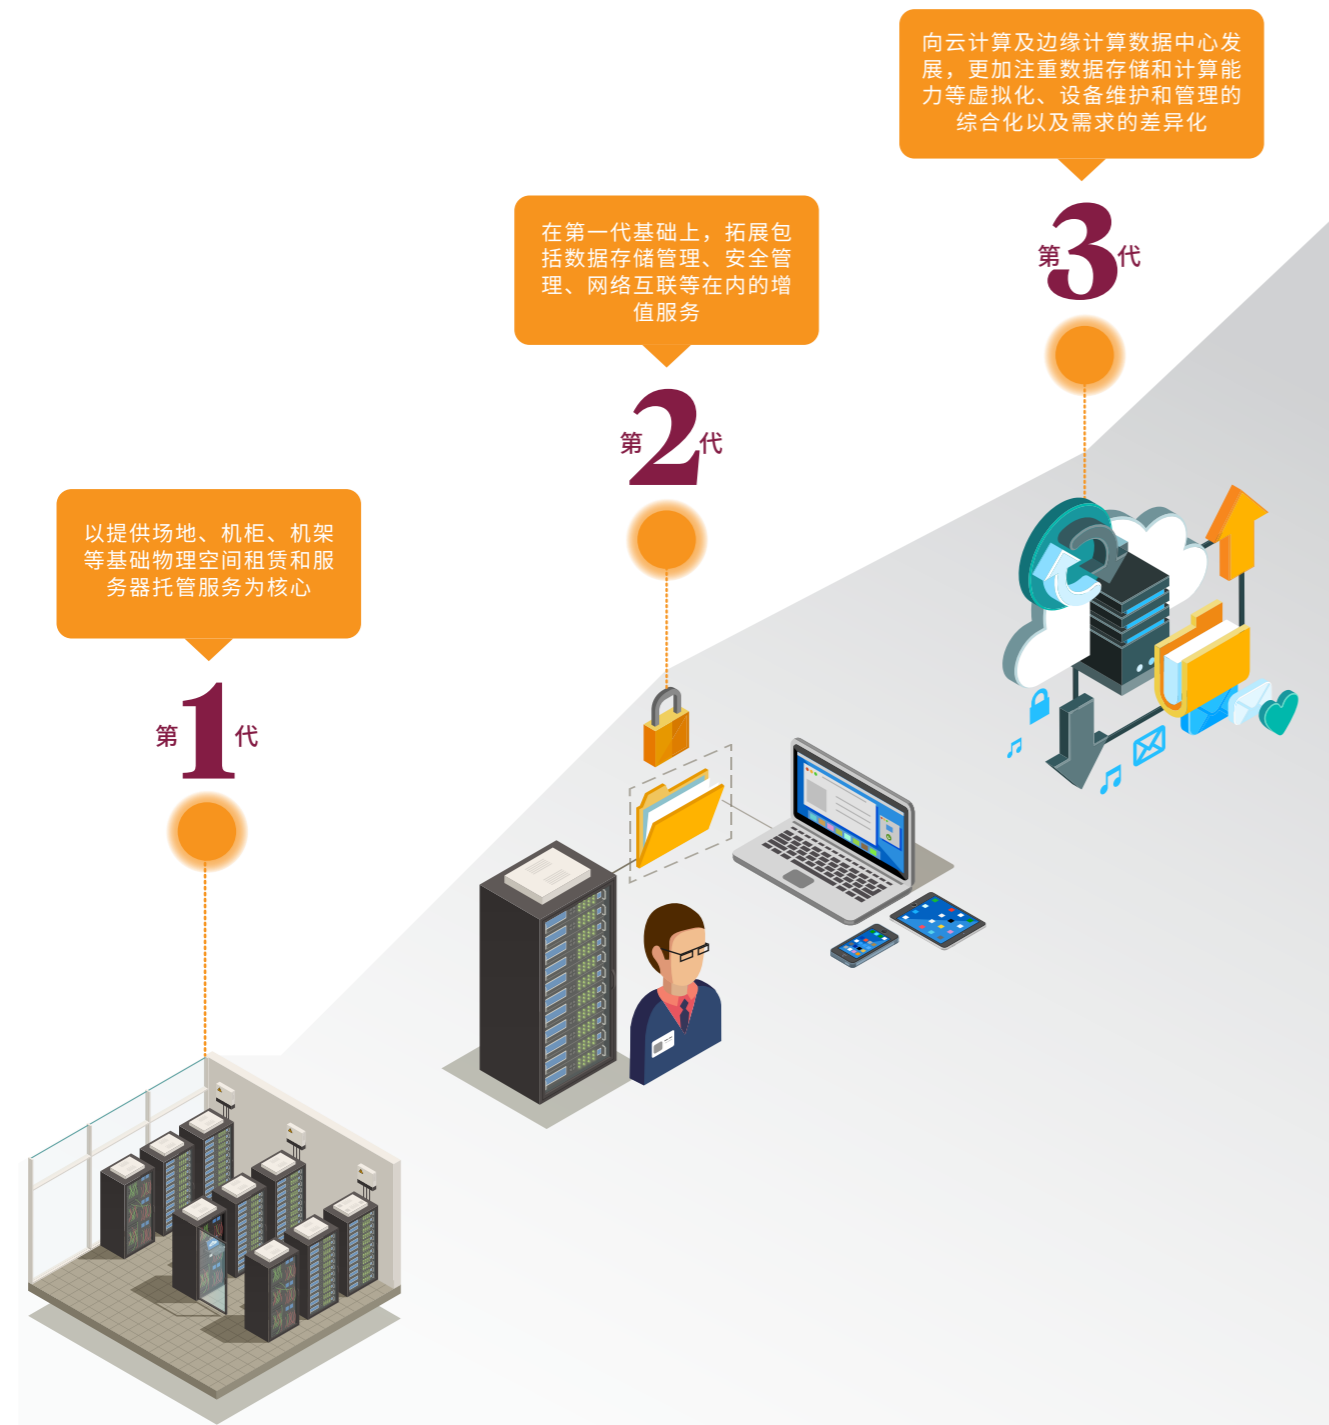 向云计算及边缘计算数据中心发
展，更加注重数据存储和计算能
力等虚拟化、设备维护和管理的
综合化以及需求的差异化
第3代
在第一代基础上，拓展包
括数据存储管理、安全管
理、网络互联等在内的增
值服务
第2代
以提供场地、机柜、机架
等基础物理空间租赁和服
务器托管服务为核心
第1代